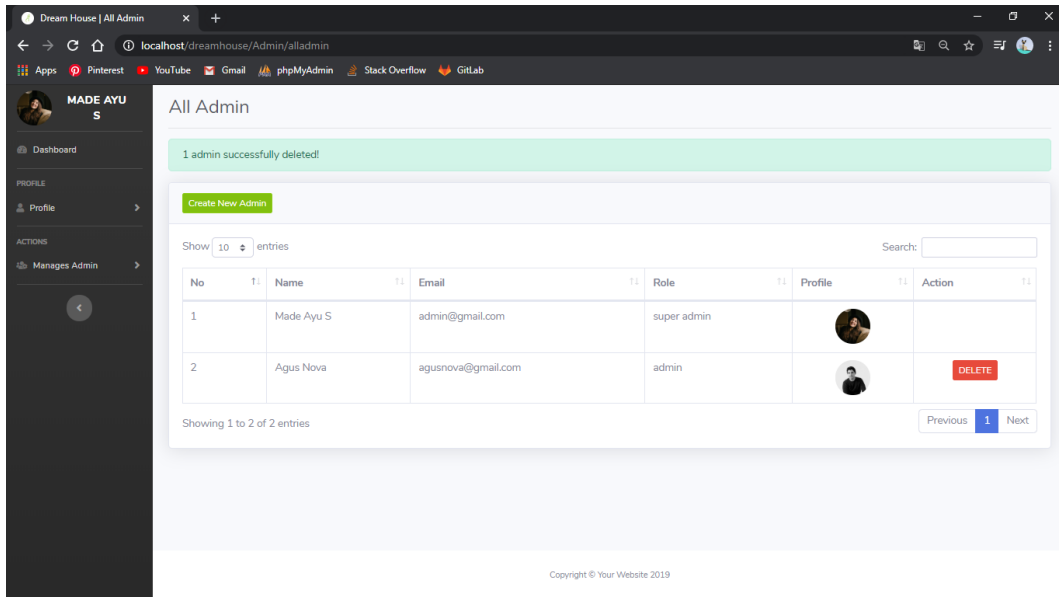 Dream House | All Admin
localhost/dreamhouse/Admin/alladmin
Apps Pinterest YouTube Gmail phpMyAdmin Stack Overflow GitLab
MADE AYU
S
Dashboard
PROFILE
Profile
ACTIONS
Manages Admin
All Admin
1 admin successfully deleted!
Create New Admin
Show 10 entries Search:
No Name Email Role Profile Action
1 Made Ayu S admin@gmail.com super admin
2 Agus Nova agusnova@gmail.com admin DELETE
Showing 1 to 2 of 2 entries Previous 1 Next
Copyright © Your Website 2019